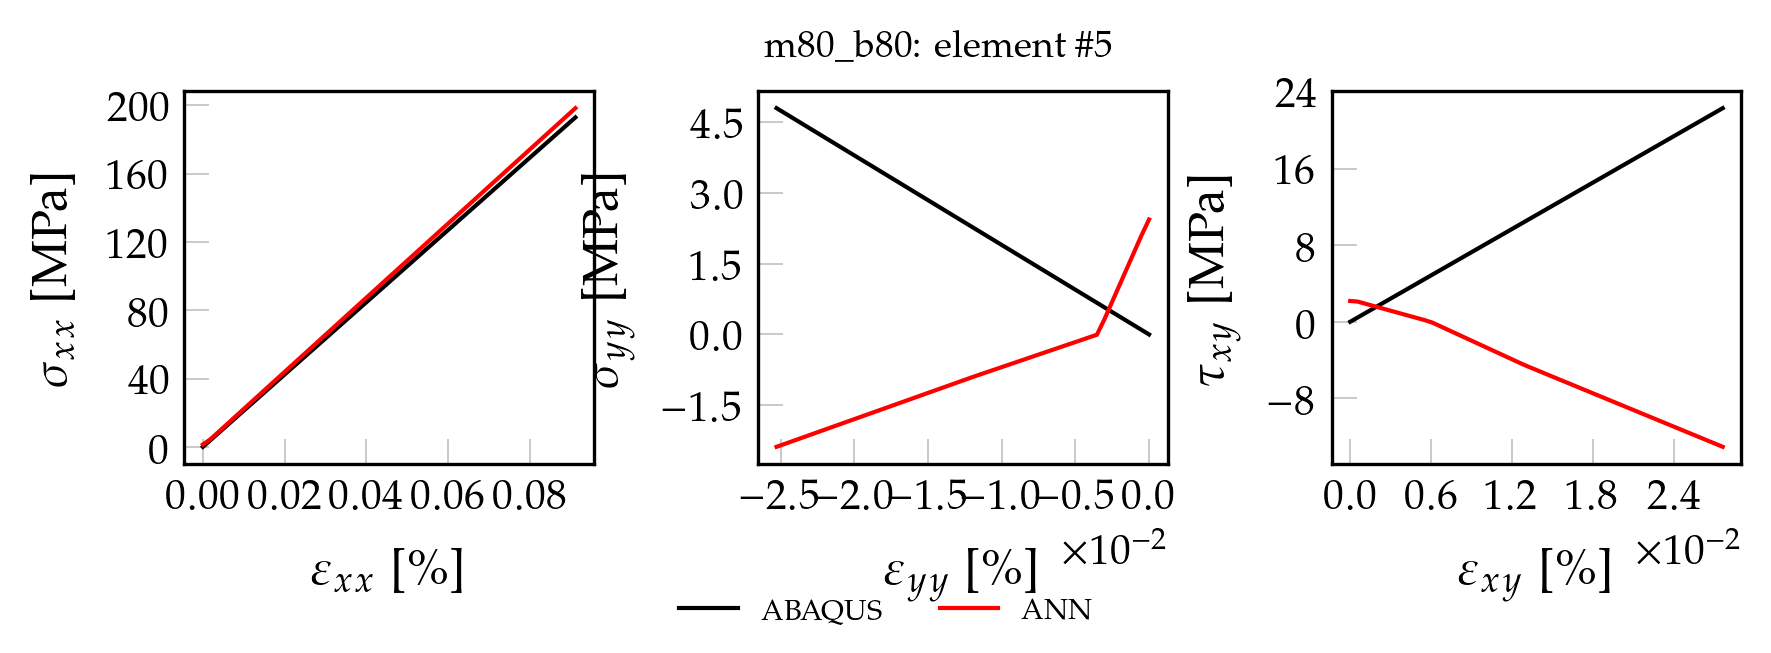 m80_b80: element #5
σxx [MPa]
200
160
120
80
40
0
0.00 0.02 0.04 0.06 0.08
εxx [%]
σyy [MPa]
4.5
3.0
1.5
0.0
−1.5
−2.5 −2.0 −1.5 −1.0 −0.5 0.0
×10−2
εyy [%]
τxy [MPa]
24
16
8
0
−8
0.0 0.6 1.2 1.8 2.4
×10−2
εxy [%]
ABAQUS ANN